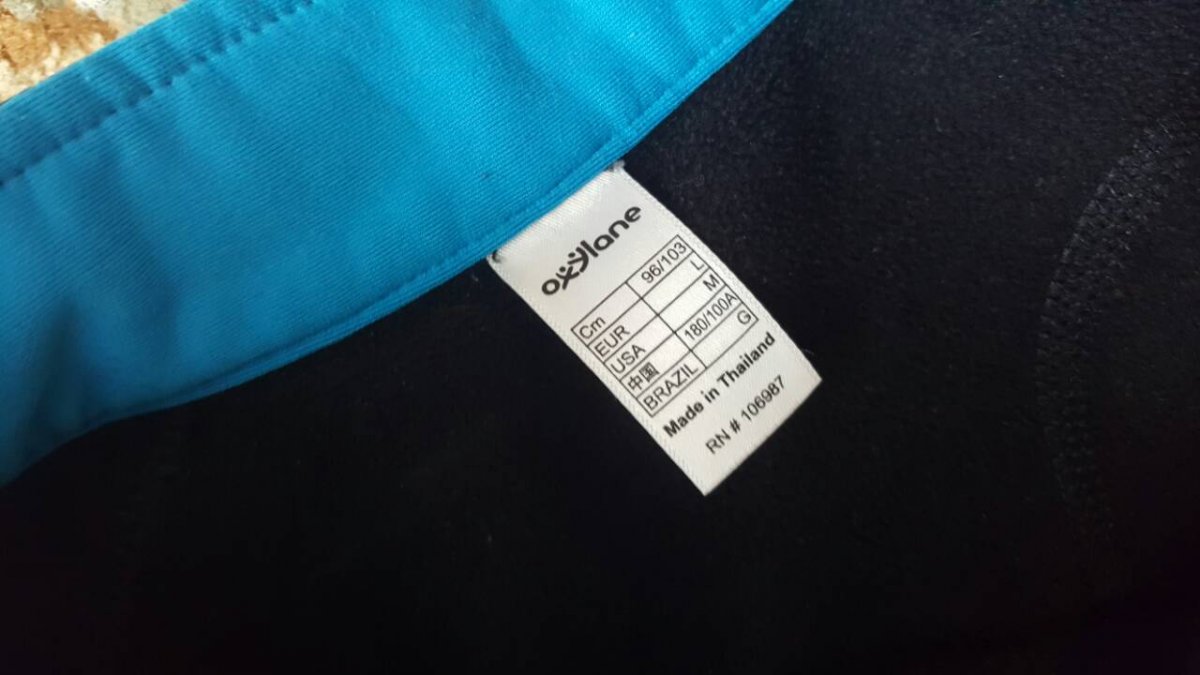 oxylane
Cm 96/103
EUR L
USA M
中国 180/100A
BRAZIL G
Made in Thailand
RN # 106987